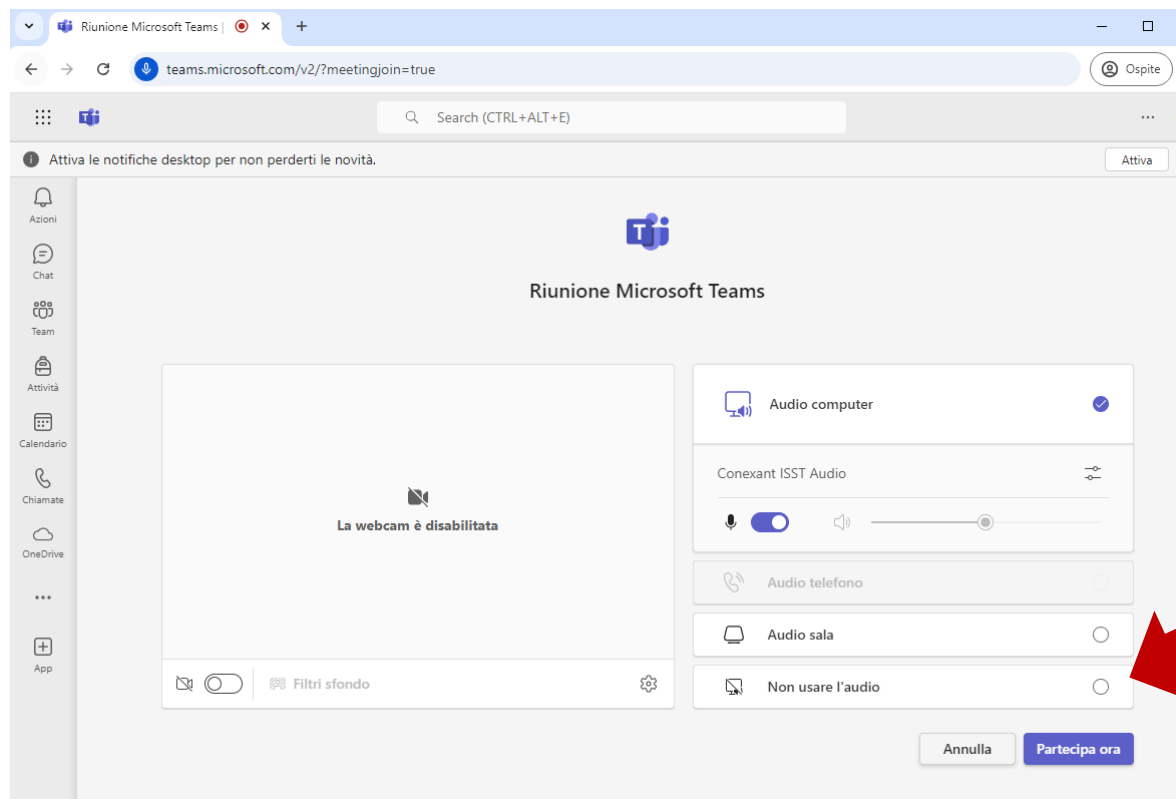 Riunione Microsoft Teams |
teams.microsoft.com/v2/?meetingjoin=true
Ospite
Search (CTRL+ALT+E)
Attiva le notifiche desktop per non perderti le novità.
Attiva
Azioni
Chat
Team
Attività
Calendario
Chiamate
OneDrive
App
Riunione Microsoft Teams
La webcam è disabilitata
Filtri sfondo
Audio computer
Conexant ISST Audio
Audio telefono
Audio sala
Non usare l'audio
Annulla
Partecipa ora